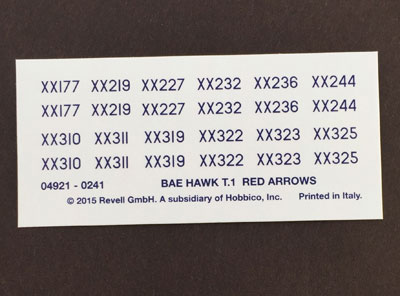 XX177 XX219 XX227 XX232 XX236 XX244
XX177 XX219 XX227 XX232 XX236 XX244
XX310 XX311 XX319 XX322 XX323 XX325
XX310 XX311 XX319 XX322 XX323 XX325
04921 - 0241 BAE HAWK T.1 RED ARROWS
© 2015 Revell GmbH. A subsidiary of Hobbico, Inc. Printed in Italy.